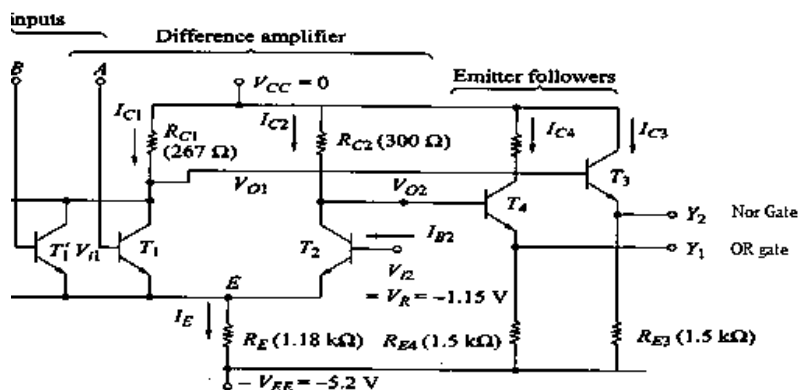 inputs
Difference amplifier
B A
V_CC = 0
Emitter followers
I_C1 R_C1 (267 Ω)
I_C2 R_C2 (300 Ω)
I_C4 I_C3
V_O1 V_O2 T_4 T_3
Y_2 Nor Gate
T_1′ V_i1 T_1 T_2 I_B2
Y_1 OR gate
V_i2 = V_R = −1.15 V
E
I_E R_E (1.18 kΩ) R_E4 (1.5 kΩ) R_E3 (1.5 kΩ)
− V_EE = −5.2 V